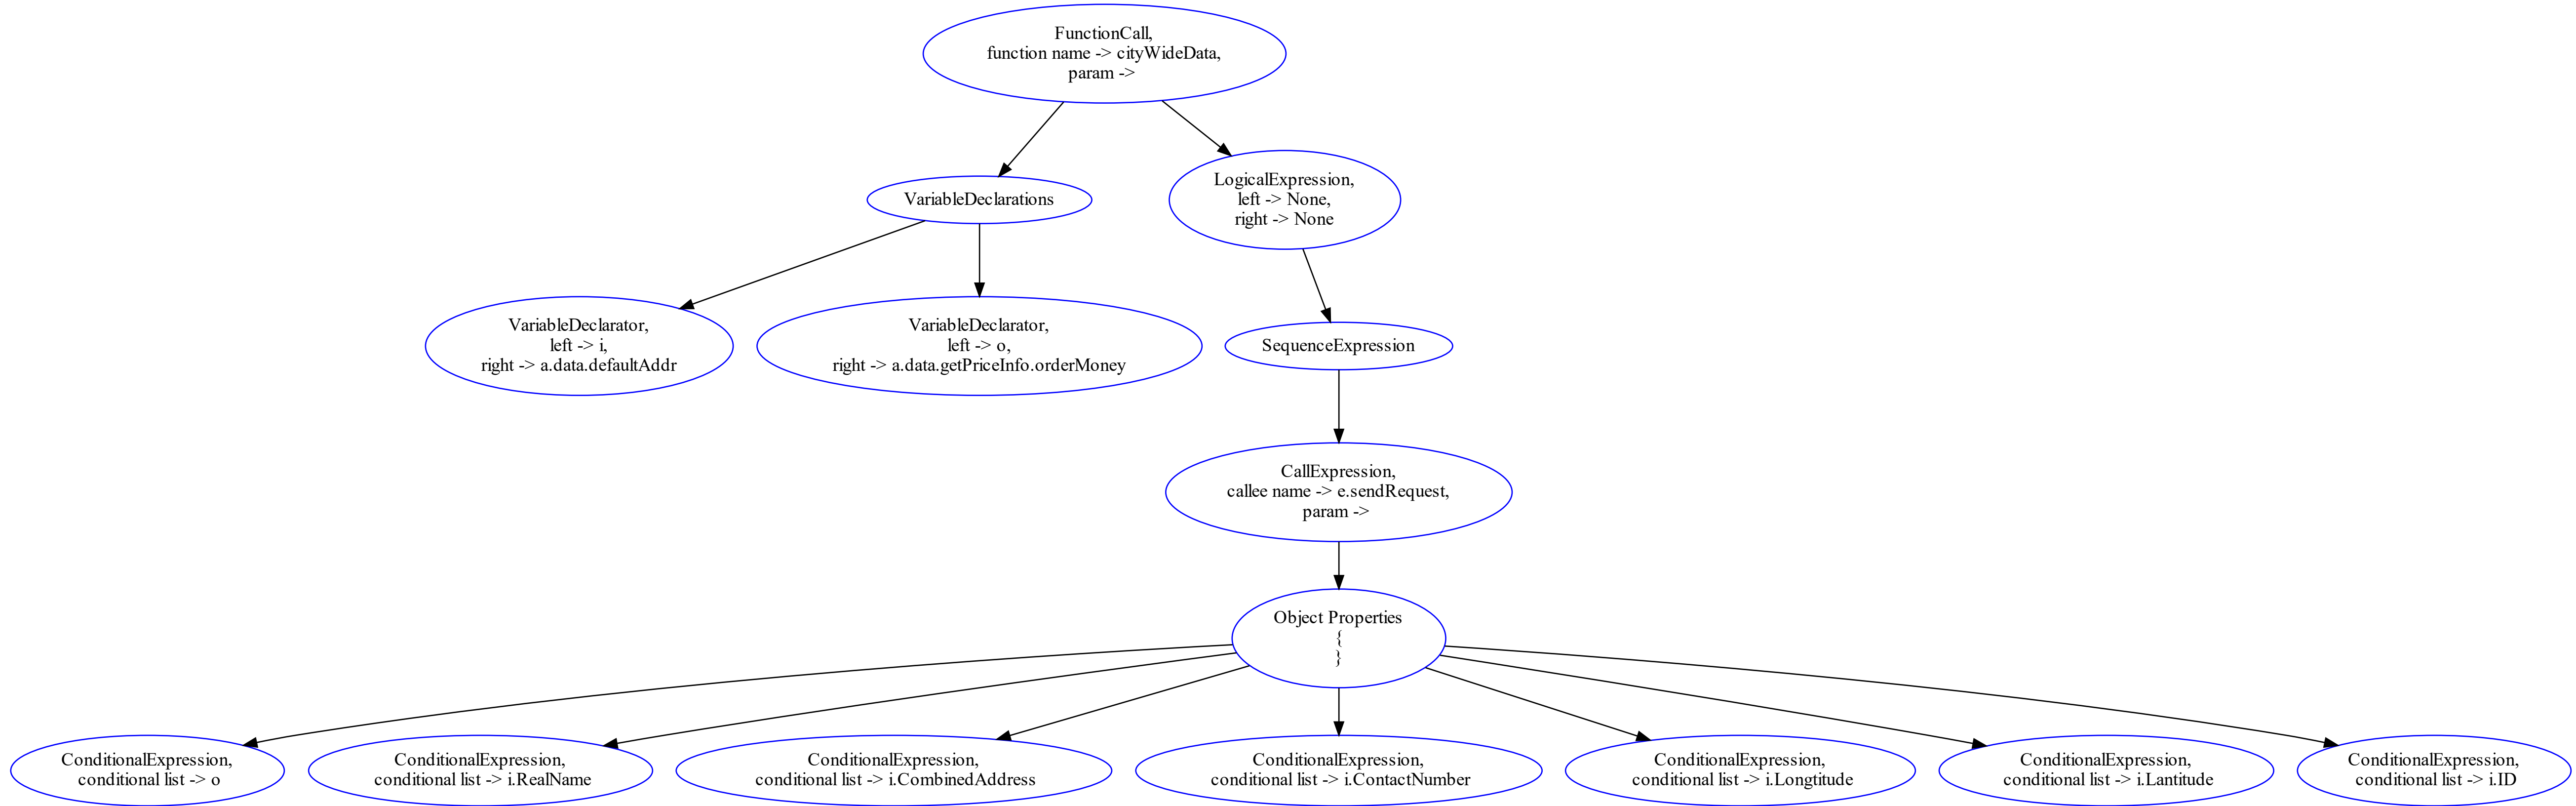 FunctionCall,
function name -> cityWideData,
param ->
VariableDeclarations
LogicalExpression,
left -> None,
right -> None
VariableDeclarator,
left -> i,
right -> a.data.defaultAddr
VariableDeclarator,
left -> o,
right -> a.data.getPriceInfo.orderMoney
SequenceExpression
CallExpression,
callee name -> e.sendRequest,
param ->
Object Properties
{
}
ConditionalExpression,
conditional list -> o
ConditionalExpression,
conditional list -> i.RealName
ConditionalExpression,
conditional list -> i.CombinedAddress
ConditionalExpression,
conditional list -> i.ContactNumber
ConditionalExpression,
conditional list -> i.Longtitude
ConditionalExpression,
conditional list -> i.Lantitude
ConditionalExpression,
conditional list -> i.ID